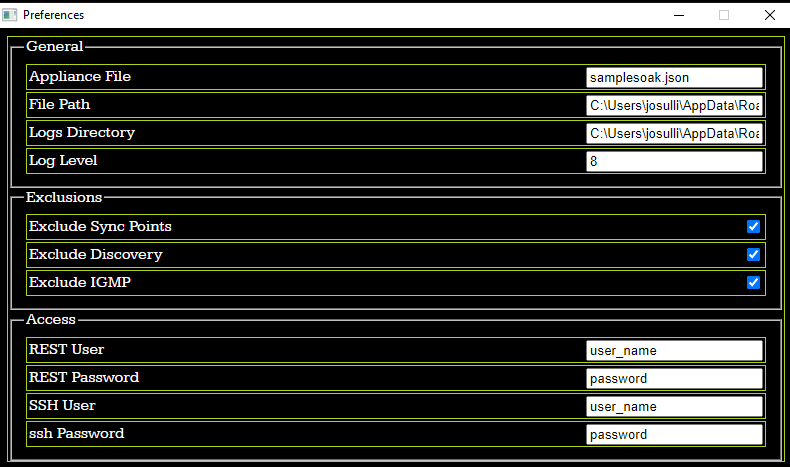 Preferences
General
Appliance File samplesoak.json
File Path C:\Users\josulli\AppData\Roa
Logs Directory C:\Users\josulli\AppData\Roa
Log Level 8
Exclusions
Exclude Sync Points
Exclude Discovery
Exclude IGMP
Access
REST User user_name
REST Password password
SSH User user_name
ssh Password password